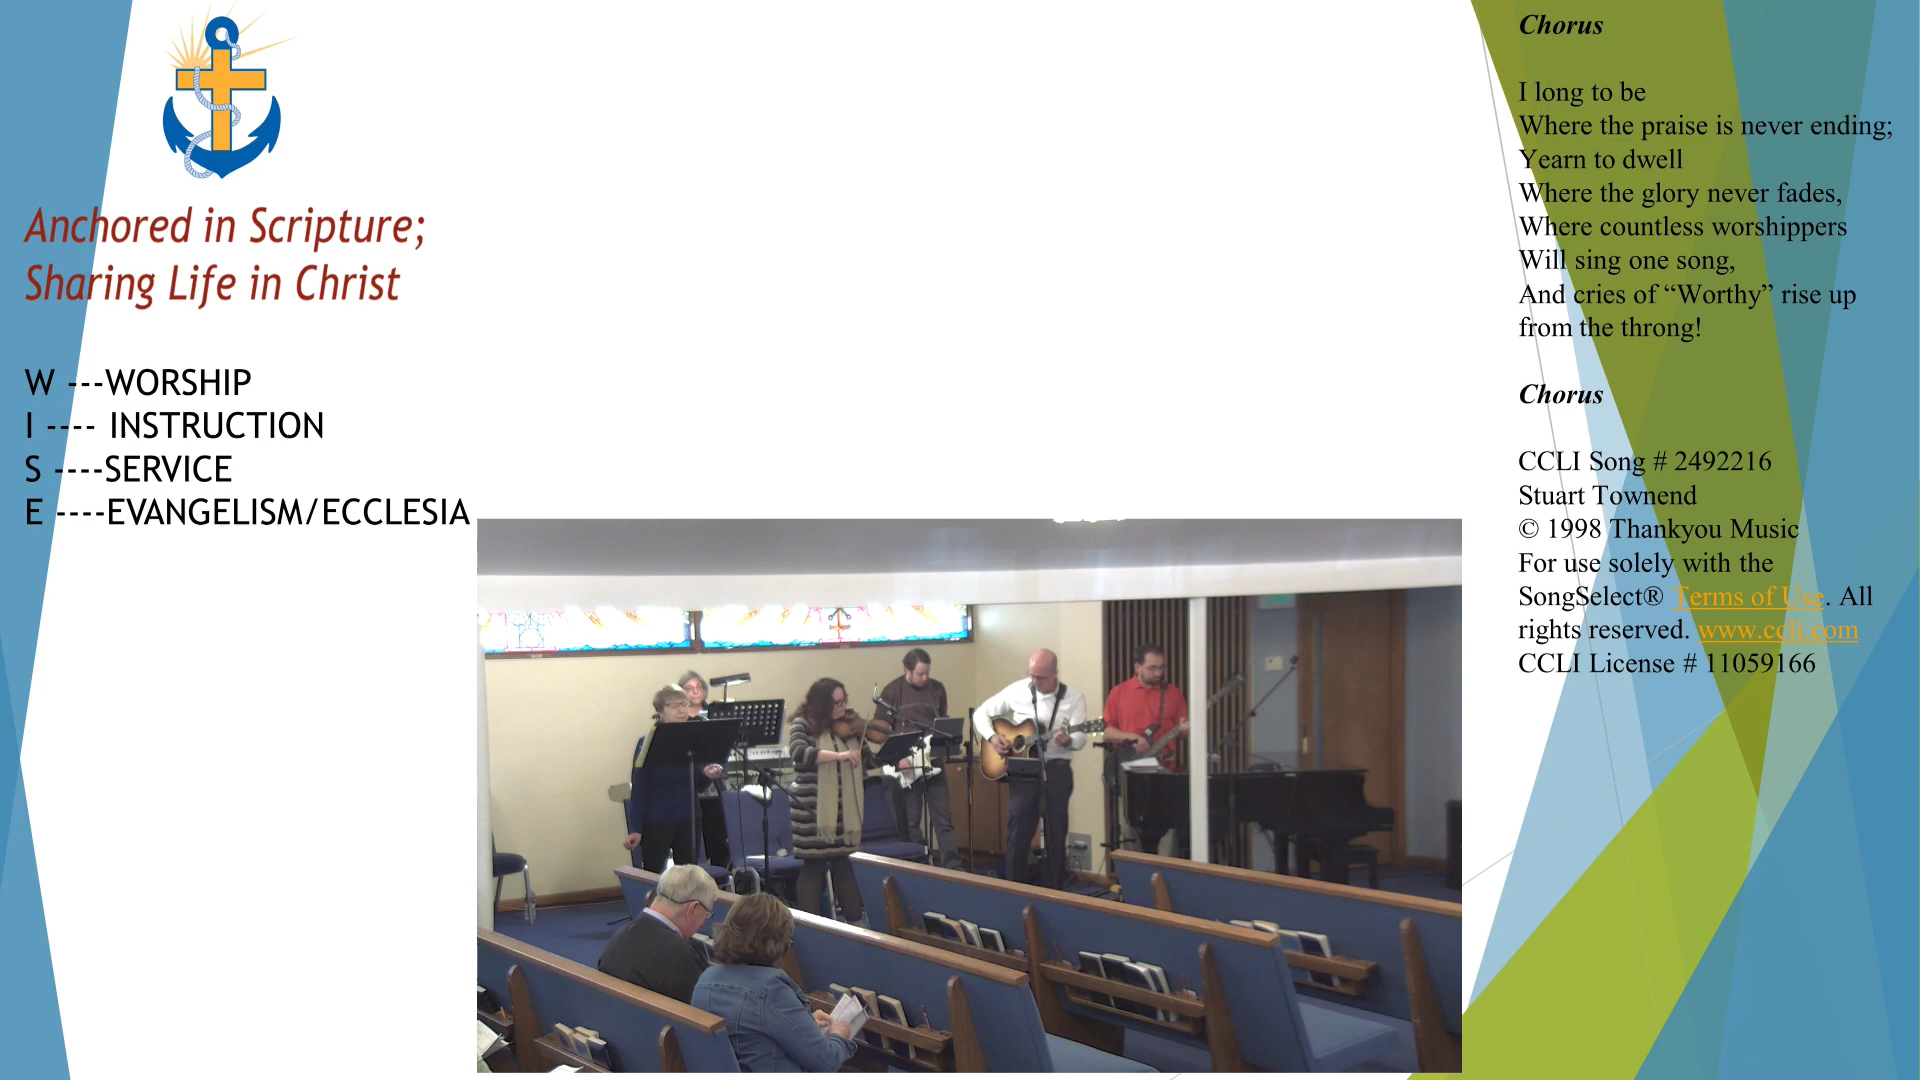 Anchored in Scripture;
Sharing Life in Christ
W ---WORSHIP
I ---- INSTRUCTION
S ----SERVICE
E ----EVANGELISM/ECCLESIA
Chorus
I long to be
Where the praise is never ending;
Yearn to dwell
Where the glory never fades,
Where countless worshippers
Will sing one song,
And cries of “Worthy” rise up
from the throng!
Chorus
CCLI Song # 2492216
Stuart Townend
© 1998 Thankyou Music
For use solely with the
SongSelect® Terms of Use. All
rights reserved. www.ccli.com
CCLI License # 11059166